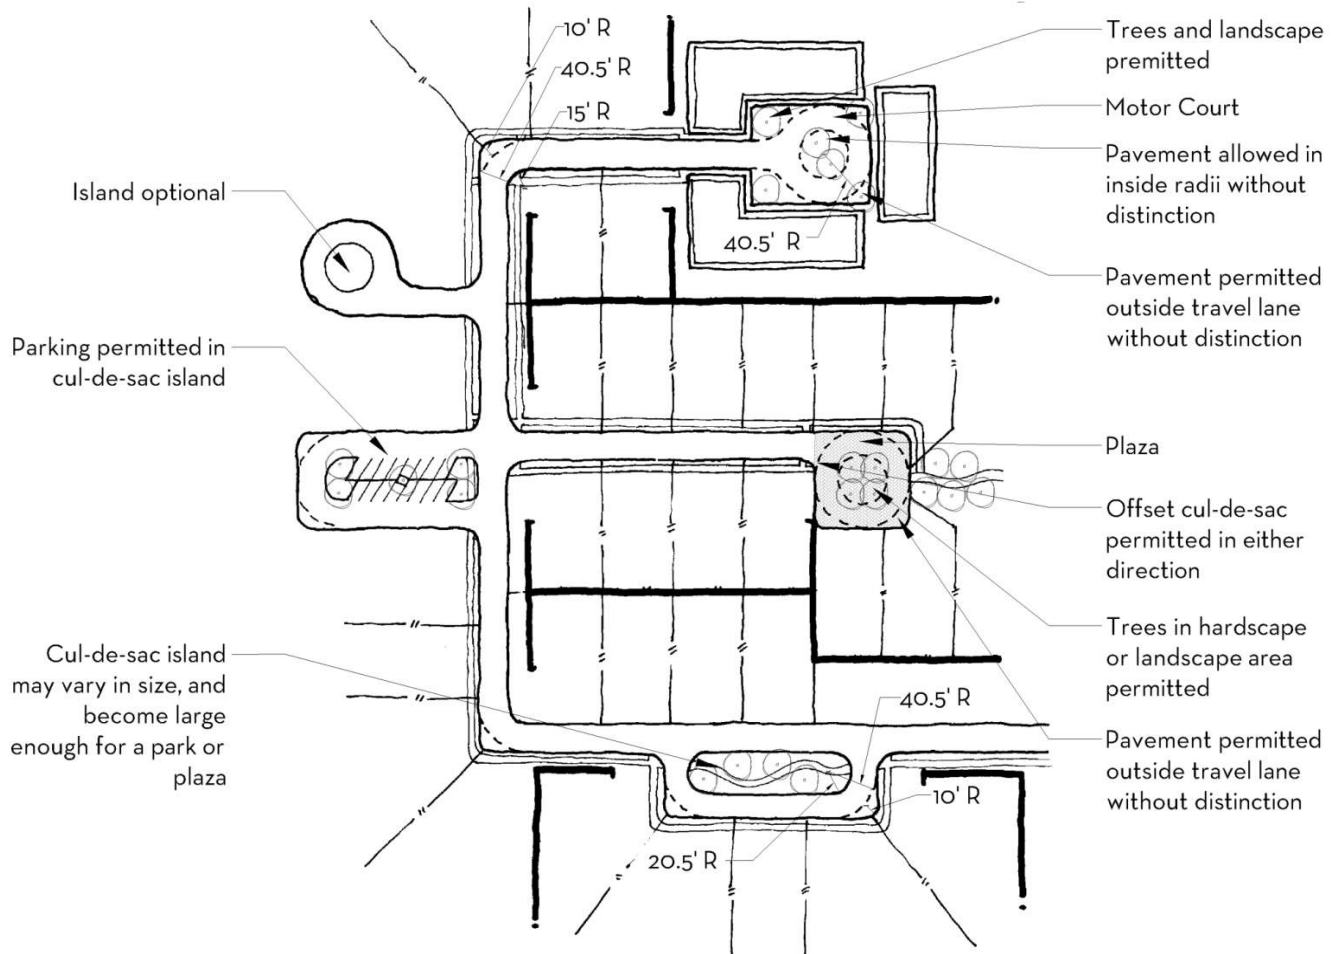 10' R
40.5' R
15' R
Island optional
Parking permitted in
cul-de-sac island
Cul-de-sac island
may vary in size, and
become large
enough for a park or
plaza
40.5' R
40.5' R
10' R
20.5' R
Trees and landscape
premitted
Motor Court
Pavement allowed in
inside radii without
distinction
Pavement permitted
outside travel lane
without distinction
Plaza
Offset cul-de-sac
permitted in either
direction
Trees in hardscape
or landscape area
permitted
Pavement permitted
outside travel lane
without distinction